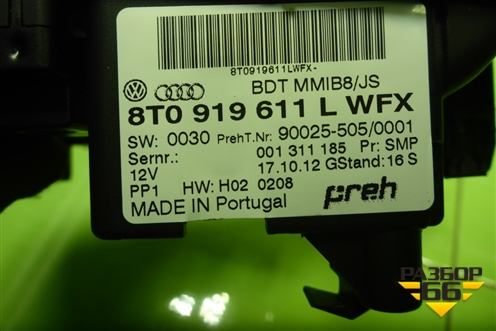 8T0919611LWFX-
BDT MMIB8/JS
8T0 919 611 L WFX
SW: 0030 PrehT.Nr: 90025-505/0001
Sernr.: 001 311 185 Pr: SMP
12V 17.10.12 GStand: 16 S
PP1 HW: H02 0208
preh
MADE IN Portugal
РАЗБОР
66